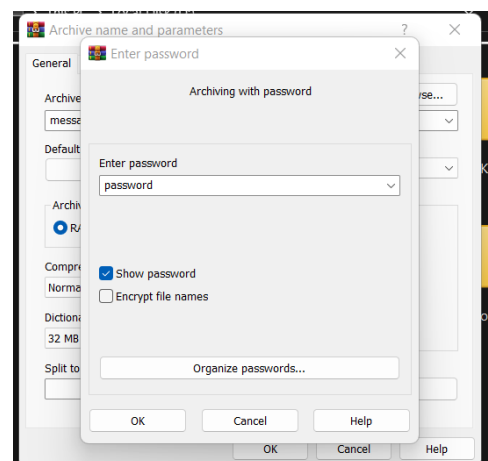 Archive name and parameters ?
Enter password
General
Archiving with password
Archive
messa
Default
Enter password
password
Archiv
RA
Show password
Compre
Norma
Encrypt file names
Dictiona
32 MB
Split to
Organize passwords...
OK Cancel Help
OK Cancel Help